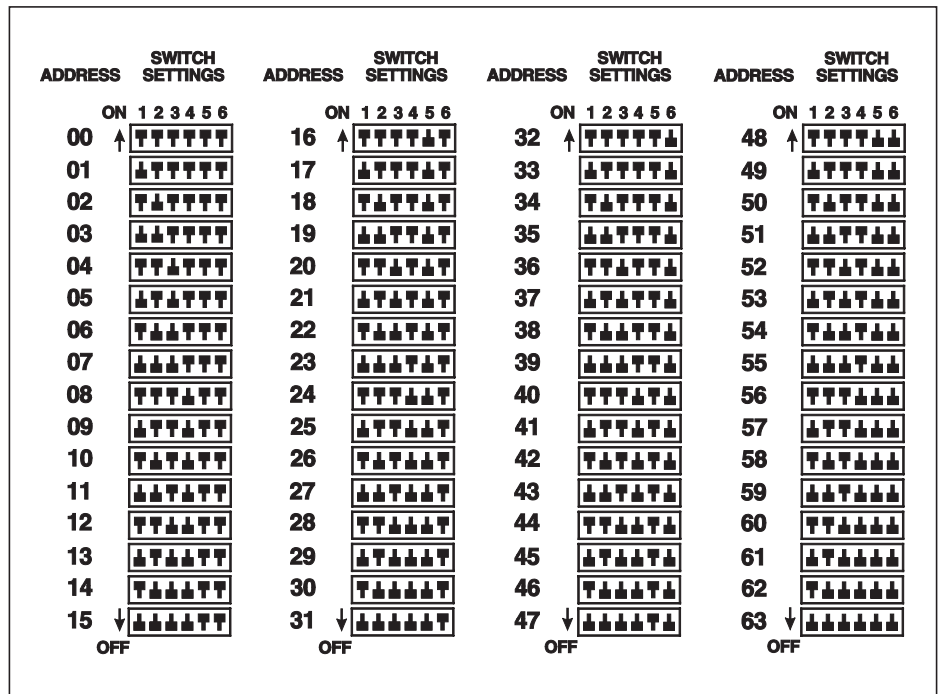 SWITCH SWITCH SWITCH SWITCH
ADDRESS SETTINGS ADDRESS SETTINGS ADDRESS SETTINGS ADDRESS SETTINGS
ON 1 2 3 4 5 6 ON 1 2 3 4 5 6 ON 1 2 3 4 5 6 ON 1 2 3 4 5 6
00 16 32 48
01 17 33 49
02 18 34 50
03 19 35 51
04 20 36 52
05 21 37 53
06 22 38 54
07 23 39 55
08 24 40 56
09 25 41 57
10 26 42 58
11 27 43 59
12 28 44 60
13 29 45 61
14 30 46 62
15 31 47 63
OFF OFF OFF OFF